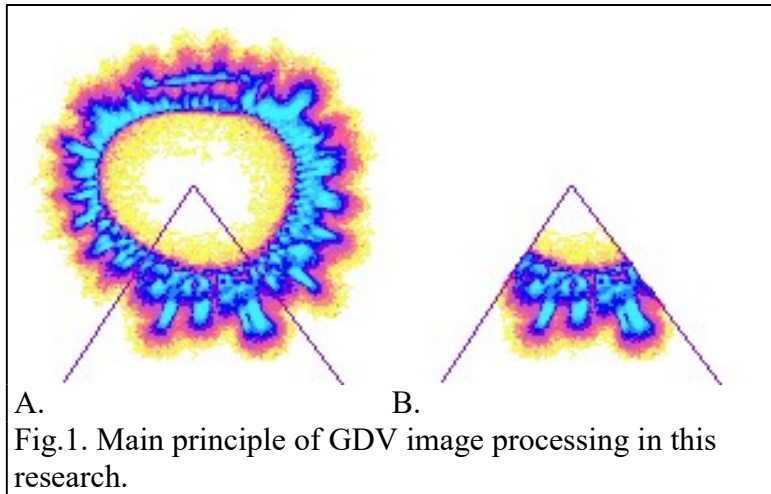 A. B.
Fig.1. Main principle of GDV image processing in this
research.